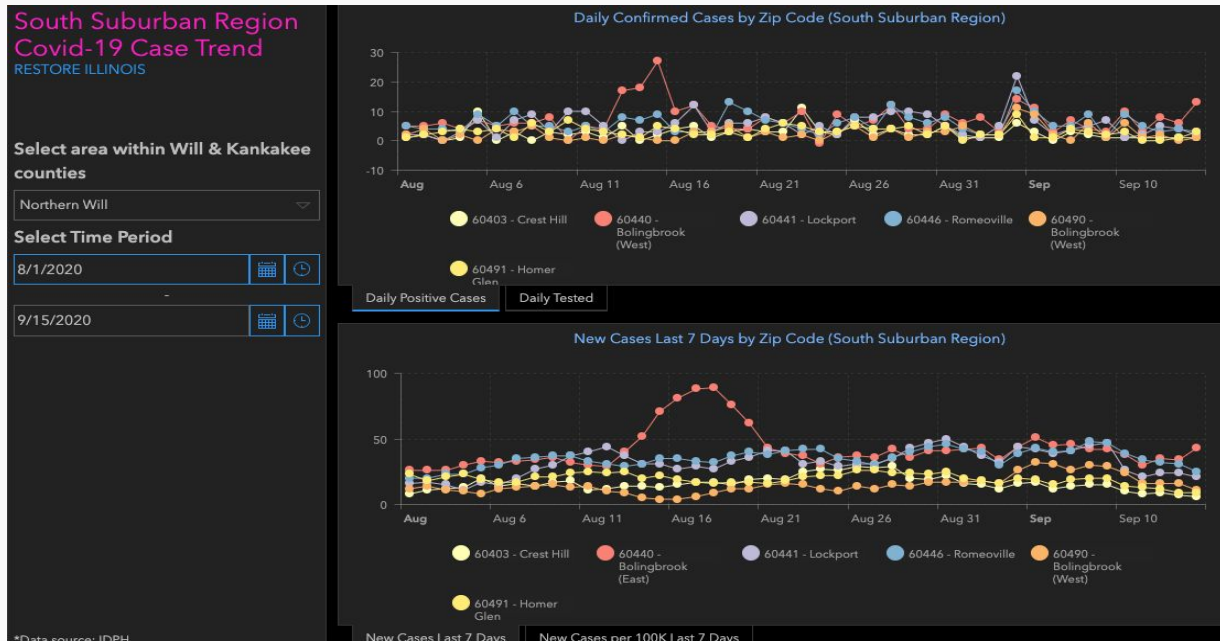 South Suburban Region
Covid-19 Case Trend
RESTORE ILLINOIS
Select area within Will & Kankakee
counties
Northern Will
Select Time Period
8/1/2020
-
9/15/2020
*Data source: IDPH
Daily Confirmed Cases by Zip Code (South Suburban Region)
30
20
10
0
-10
Aug Aug 6 Aug 11 Aug 16 Aug 21 Aug 26 Aug 31 Sep Sep 10
60403 - Crest Hill 60440 - Bolingbrook (West) 60441 - Lockport 60446 - Romeoville 60490 - Bolingbrook (West)
60491 - Homer Glen
Daily Positive Cases Daily Tested
New Cases Last 7 Days by Zip Code (South Suburban Region)
100
50
0
Aug Aug 6 Aug 11 Aug 16 Aug 21 Aug 26 Aug 31 Sep Sep 10
60403 - Crest Hill 60440 - Bolingbrook (East) 60441 - Lockport 60446 - Romeoville 60490 - Bolingbrook (West)
60491 - Homer Glen
New Cases Last 7 Days New Cases per 100K Last 7 Days